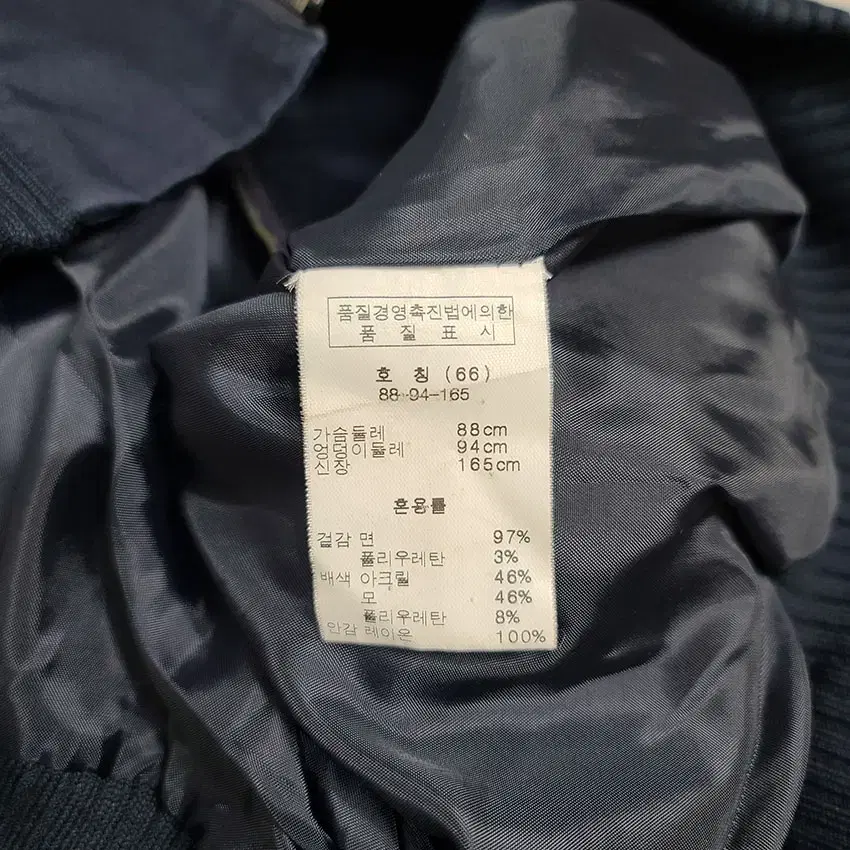 품질경영촉진법에의한
품 질 표 시
호 칭 (66)
88-94-165
가슴둘레 88cm
엉덩이둘레 94cm
신장 165cm
혼용률
겉감 면 97%
폴리우레탄 3%
배색 아크릴 46%
모 46%
폴리우레탄 8%
안감 레이온 100%